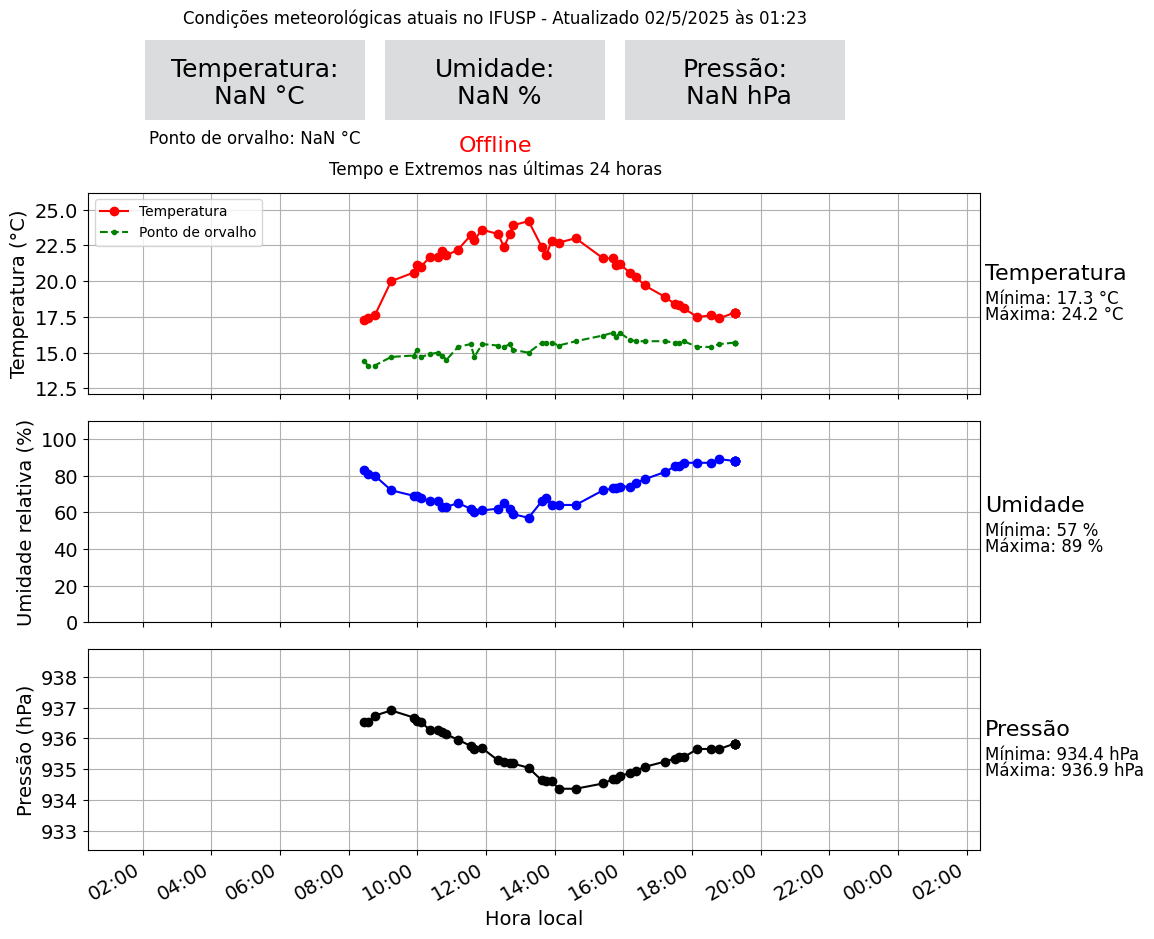 Condições meteorológicas atuais no IFUSP - Atualizado 02/5/2025 às 01:23
Temperatura:
NaN °C
Umidade:
NaN %
Pressão:
NaN hPa
Ponto de orvalho: NaN °C
Offline
Tempo e Extremos nas últimas 24 horas
Temperatura (°C)
25.0
22.5
20.0
17.5
15.0
12.5
Temperatura
Ponto de orvalho
Temperatura
Mínima: 17.3 °C
Máxima: 24.2 °C
Umidade relativa (%)
100
80
60
40
20
0
Umidade
Mínima: 57 %
Máxima: 89 %
Pressão (hPa)
938
937
936
935
934
933
Pressão
Mínima: 934.4 hPa
Máxima: 936.9 hPa
02:00 04:00 06:00 08:00 10:00 12:00 14:00 16:00 18:00 20:00 22:00 00:00 02:00
Hora local